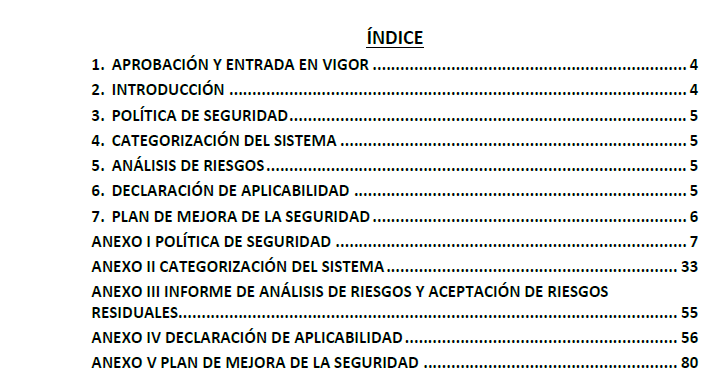 ÍNDICE
1. APROBACIÓN Y ENTRADA EN VIGOR .................................................................... 4
2. INTRODUCCIÓN .................................................................................................... 4
3. POLÍTICA DE SEGURIDAD....................................................................................... 5
4. CATEGORIZACIÓN DEL SISTEMA ........................................................................... 5
5. ANÁLISIS DE RIESGOS............................................................................................ 5
6. DECLARACIÓN DE APLICABILIDAD ........................................................................ 5
7. PLAN DE MEJORA DE LA SEGURIDAD .................................................................... 6
ANEXO I POLÍTICA DE SEGURIDAD ............................................................................ 7
ANEXO II CATEGORIZACIÓN DEL SISTEMA............................................................... 33
ANEXO III INFORME DE ANÁLISIS DE RIESGOS Y ACEPTACIÓN DE RIESGOS
RESIDUALES............................................................................................................ 55
ANEXO IV DECLARACIÓN DE APLICABILIDAD........................................................... 56
ANEXO V PLAN DE MEJORA DE LA SEGURIDAD ....................................................... 80